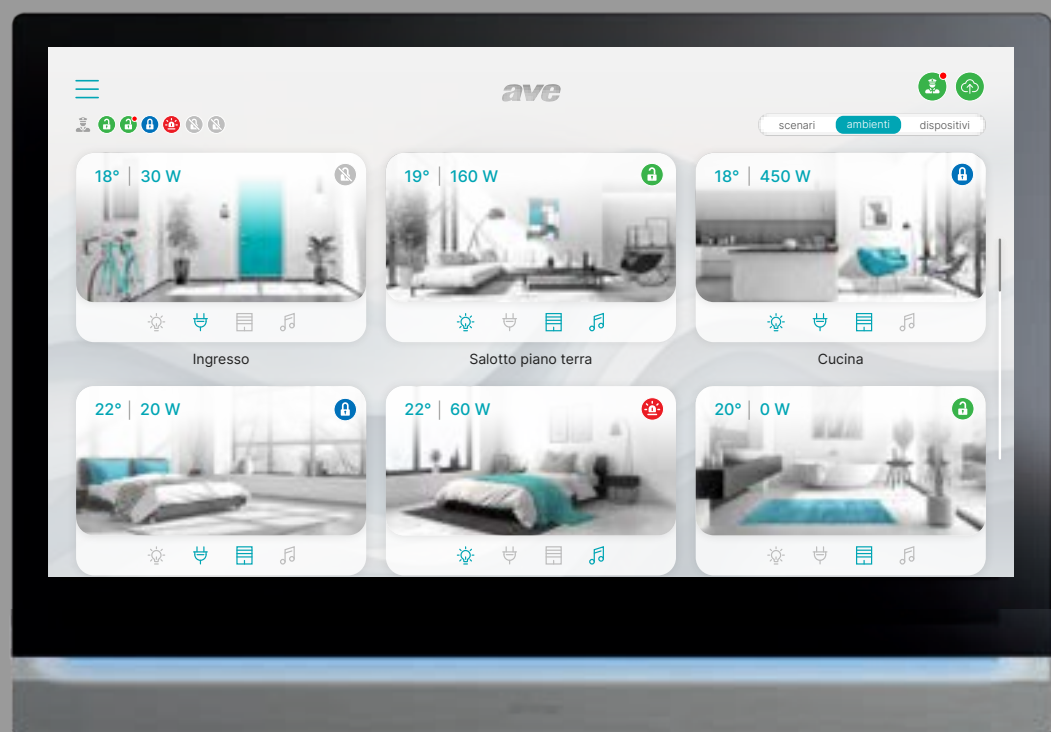 ave
scenari ambienti dispositivi
18° | 30 W
19° | 160 W
18° | 450 W
Ingresso
Salotto piano terra
Cucina
22° | 20 W
22° | 60 W
20° | 0 W